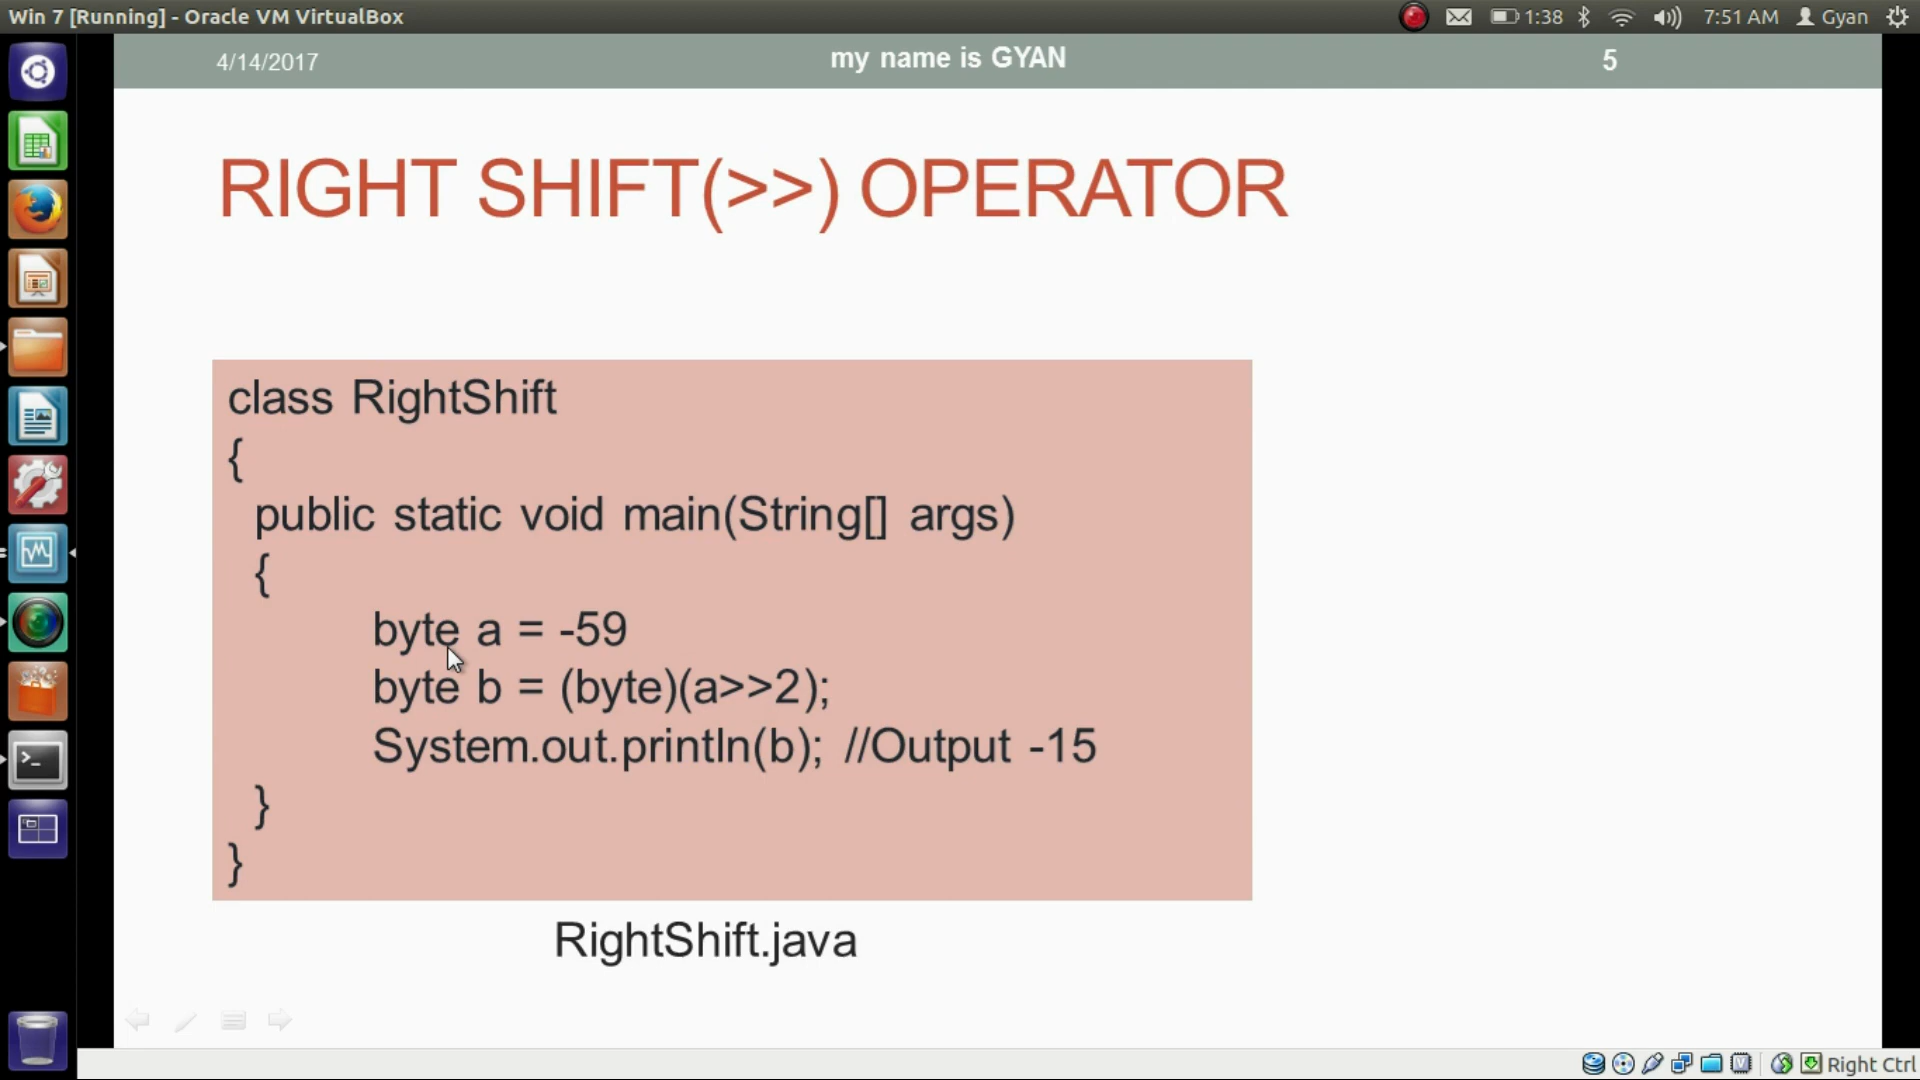 Win 7 [Running] - Oracle VM VirtualBox
1:38
7:51 AM
Gyan
4/14/2017
my name is GYAN
5
RIGHT SHIFT(>>) OPERATOR
class RightShift
{
public static void main(String[] args)
{
byte a = -59
byte b = (byte)(a>>2);
System.out.println(b); //Output -15
}
}
RightShift.java
Right Ctrl